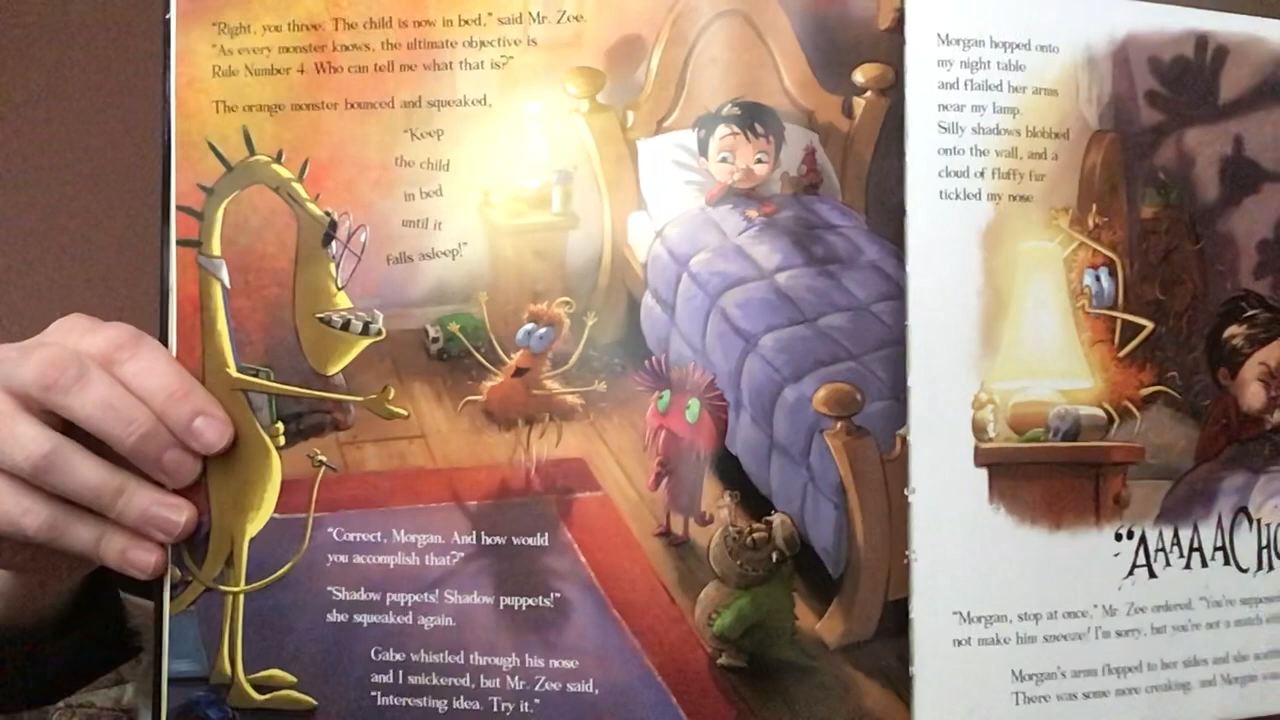 "Right, you three. The child is now in bed," said Mr. Zee.
"As every monster knows, the ultimate objective is
Rule Number 4. Who can tell me what that is?"
The orange monster bounced and squeaked,
"Keep
the child
in bed
until it
falls asleep!"
"Correct, Morgan. And how would
you accomplish that?"
"Shadow puppets! Shadow puppets!"
she squeaked again.
Gabe whistled through his nose
and I snickered, but Mr. Zee said,
"Interesting idea. Try it."
Morgan hopped onto
my night table
and flailed her arms
near my lamp.
Silly shadows blobbed
onto the wall, and a
cloud of fluffy fur
tickled my nose.
"AAAAACHO
"Morgan, stop at once," Mr. Zee ordered. "You're suppose
not make him sneeze! I'm sorry, but you're not a match
Morgan's arms flopped to her sides and she
There was some more creaking, and Morgan